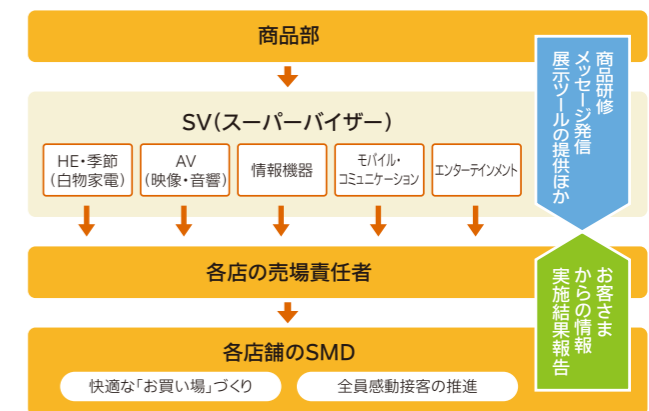 商品部
SV(スーパーバイザー)
HE・季節
(白物家電)
AV
(映像・音響)
情報機器
モバイル・
コミュニケーション
エンターテインメント
各店の売場責任者
各店舗のSMD
快適な「お買い場」づくり
全員感動接客の推進
商品研修
メッセージ発信
展示ツールの提供ほか
お客さま
からの情報
実施結果報告